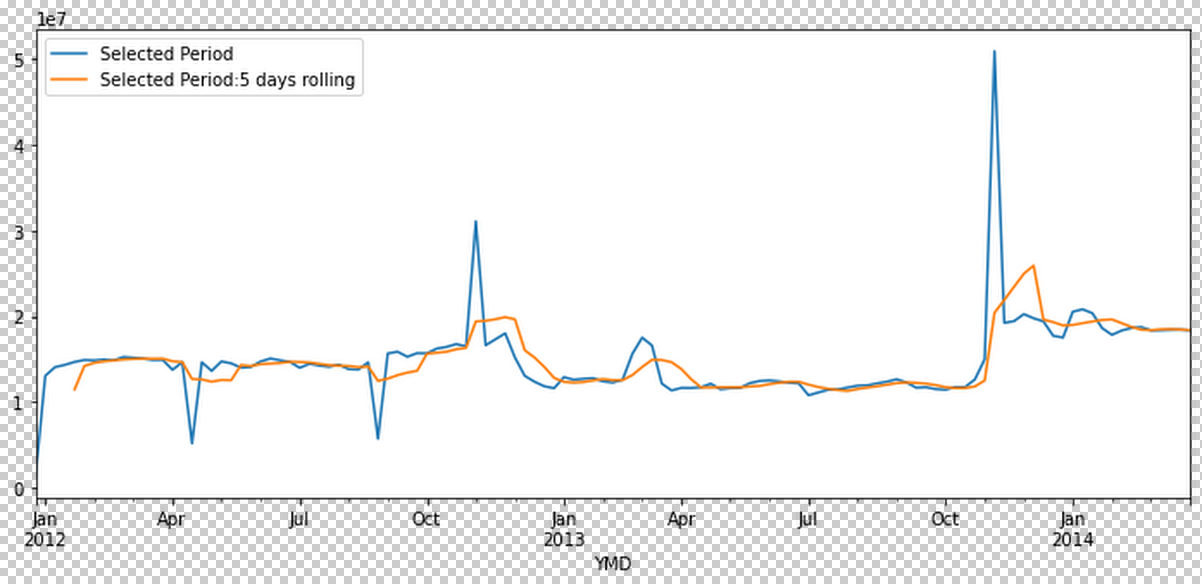 1e7
Selected Period
Selected Period:5 days rolling
5
4
3
2
1
0
Jan Apr Jul Oct Jan Apr Jul Oct Jan
2012 2013 2014
YMD